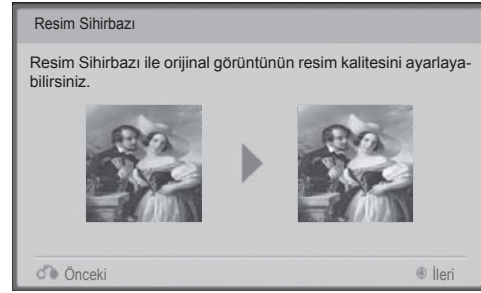 Resim Sihirbazı
Resim Sihirbazı ile orijinal görüntünün resim kalitesini ayarlaya-
bilirsiniz.
Önceki
İleri